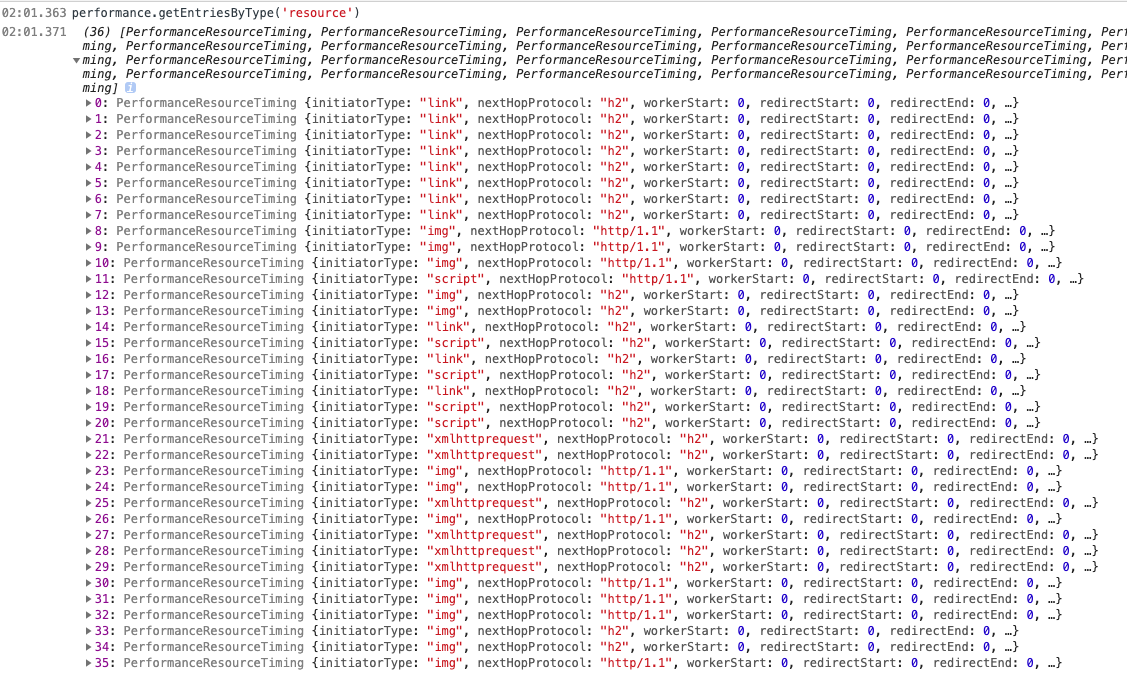 02:01.363 performance.getEntriesByType('resource')
02:01.371 (36) [PerformanceResourceTiming, PerformanceResourceTiming, PerformanceResourceTiming, PerformanceResourceTiming, PerformanceResourceTiming, Perf
ming, PerformanceResourceTiming, PerformanceResourceTiming, PerformanceResourceTiming, PerformanceResourceTiming, PerformanceResourceTiming, Perf
▼ming, PerformanceResourceTiming, PerformanceResourceTiming, PerformanceResourceTiming, PerformanceResourceTiming, PerformanceResourceTiming, Perf
ming, PerformanceResourceTiming, PerformanceResourceTiming, PerformanceResourceTiming, PerformanceResourceTiming, PerformanceResourceTiming, Perf
ming] i
▶0: PerformanceResourceTiming {initiatorType: "link", nextHopProtocol: "h2", workerStart: 0, redirectStart: 0, redirectEnd: 0, …}
▶1: PerformanceResourceTiming {initiatorType: "link", nextHopProtocol: "h2", workerStart: 0, redirectStart: 0, redirectEnd: 0, …}
▶2: PerformanceResourceTiming {initiatorType: "link", nextHopProtocol: "h2", workerStart: 0, redirectStart: 0, redirectEnd: 0, …}
▶3: PerformanceResourceTiming {initiatorType: "link", nextHopProtocol: "h2", workerStart: 0, redirectStart: 0, redirectEnd: 0, …}
▶4: PerformanceResourceTiming {initiatorType: "link", nextHopProtocol: "h2", workerStart: 0, redirectStart: 0, redirectEnd: 0, …}
▶5: PerformanceResourceTiming {initiatorType: "link", nextHopProtocol: "h2", workerStart: 0, redirectStart: 0, redirectEnd: 0, …}
▶6: PerformanceResourceTiming {initiatorType: "link", nextHopProtocol: "h2", workerStart: 0, redirectStart: 0, redirectEnd: 0, …}
▶7: PerformanceResourceTiming {initiatorType: "link", nextHopProtocol: "h2", workerStart: 0, redirectStart: 0, redirectEnd: 0, …}
▶8: PerformanceResourceTiming {initiatorType: "img", nextHopProtocol: "http/1.1", workerStart: 0, redirectStart: 0, redirectEnd: 0, …}
▶9: PerformanceResourceTiming {initiatorType: "img", nextHopProtocol: "http/1.1", workerStart: 0, redirectStart: 0, redirectEnd: 0, …}
▶10: PerformanceResourceTiming {initiatorType: "img", nextHopProtocol: "http/1.1", workerStart: 0, redirectStart: 0, redirectEnd: 0, …}
▶11: PerformanceResourceTiming {initiatorType: "script", nextHopProtocol: "http/1.1", workerStart: 0, redirectStart: 0, redirectEnd: 0, …}
▶12: PerformanceResourceTiming {initiatorType: "img", nextHopProtocol: "h2", workerStart: 0, redirectStart: 0, redirectEnd: 0, …}
▶13: PerformanceResourceTiming {initiatorType: "img", nextHopProtocol: "h2", workerStart: 0, redirectStart: 0, redirectEnd: 0, …}
▶14: PerformanceResourceTiming {initiatorType: "link", nextHopProtocol: "h2", workerStart: 0, redirectStart: 0, redirectEnd: 0, …}
▶15: PerformanceResourceTiming {initiatorType: "script", nextHopProtocol: "h2", workerStart: 0, redirectStart: 0, redirectEnd: 0, …}
▶16: PerformanceResourceTiming {initiatorType: "link", nextHopProtocol: "h2", workerStart: 0, redirectStart: 0, redirectEnd: 0, …}
▶17: PerformanceResourceTiming {initiatorType: "script", nextHopProtocol: "h2", workerStart: 0, redirectStart: 0, redirectEnd: 0, …}
▶18: PerformanceResourceTiming {initiatorType: "link", nextHopProtocol: "h2", workerStart: 0, redirectStart: 0, redirectEnd: 0, …}
▶19: PerformanceResourceTiming {initiatorType: "script", nextHopProtocol: "h2", workerStart: 0, redirectStart: 0, redirectEnd: 0, …}
▶20: PerformanceResourceTiming {initiatorType: "script", nextHopProtocol: "h2", workerStart: 0, redirectStart: 0, redirectEnd: 0, …}
▶21: PerformanceResourceTiming {initiatorType: "xmlhttprequest", nextHopProtocol: "h2", workerStart: 0, redirectStart: 0, redirectEnd: 0, …}
▶22: PerformanceResourceTiming {initiatorType: "xmlhttprequest", nextHopProtocol: "h2", workerStart: 0, redirectStart: 0, redirectEnd: 0, …}
▶23: PerformanceResourceTiming {initiatorType: "img", nextHopProtocol: "http/1.1", workerStart: 0, redirectStart: 0, redirectEnd: 0, …}
▶24: PerformanceResourceTiming {initiatorType: "img", nextHopProtocol: "http/1.1", workerStart: 0, redirectStart: 0, redirectEnd: 0, …}
▶25: PerformanceResourceTiming {initiatorType: "xmlhttprequest", nextHopProtocol: "h2", workerStart: 0, redirectStart: 0, redirectEnd: 0, …}
▶26: PerformanceResourceTiming {initiatorType: "img", nextHopProtocol: "http/1.1", workerStart: 0, redirectStart: 0, redirectEnd: 0, …}
▶27: PerformanceResourceTiming {initiatorType: "xmlhttprequest", nextHopProtocol: "h2", workerStart: 0, redirectStart: 0, redirectEnd: 0, …}
▶28: PerformanceResourceTiming {initiatorType: "xmlhttprequest", nextHopProtocol: "h2", workerStart: 0, redirectStart: 0, redirectEnd: 0, …}
▶29: PerformanceResourceTiming {initiatorType: "xmlhttprequest", nextHopProtocol: "h2", workerStart: 0, redirectStart: 0, redirectEnd: 0, …}
▶30: PerformanceResourceTiming {initiatorType: "img", nextHopProtocol: "http/1.1", workerStart: 0, redirectStart: 0, redirectEnd: 0, …}
▶31: PerformanceResourceTiming {initiatorType: "img", nextHopProtocol: "http/1.1", workerStart: 0, redirectStart: 0, redirectEnd: 0, …}
▶32: PerformanceResourceTiming {initiatorType: "img", nextHopProtocol: "http/1.1", workerStart: 0, redirectStart: 0, redirectEnd: 0, …}
▶33: PerformanceResourceTiming {initiatorType: "img", nextHopProtocol: "h2", workerStart: 0, redirectStart: 0, redirectEnd: 0, …}
▶34: PerformanceResourceTiming {initiatorType: "img", nextHopProtocol: "h2", workerStart: 0, redirectStart: 0, redirectEnd: 0, …}
▶35: PerformanceResourceTiming {initiatorType: "img", nextHopProtocol: "http/1.1", workerStart: 0, redirectStart: 0, redirectEnd: 0, …}